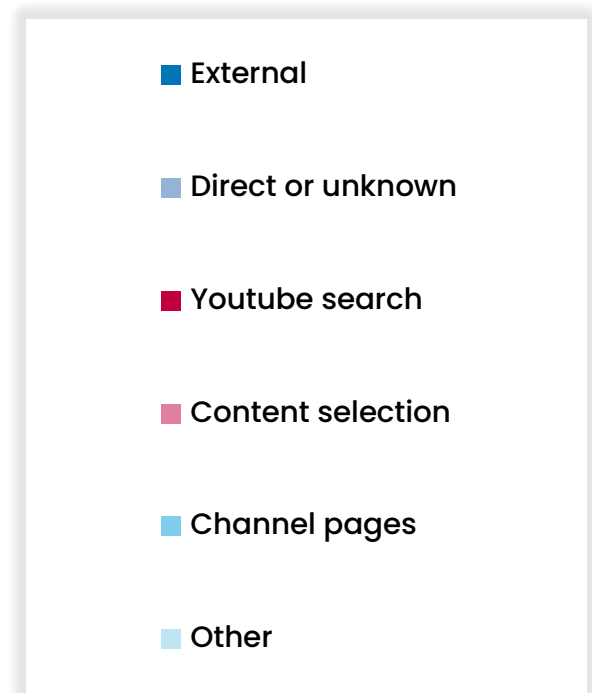 External
Direct or unknown
Youtube search
Content selection
Channel pages
Other